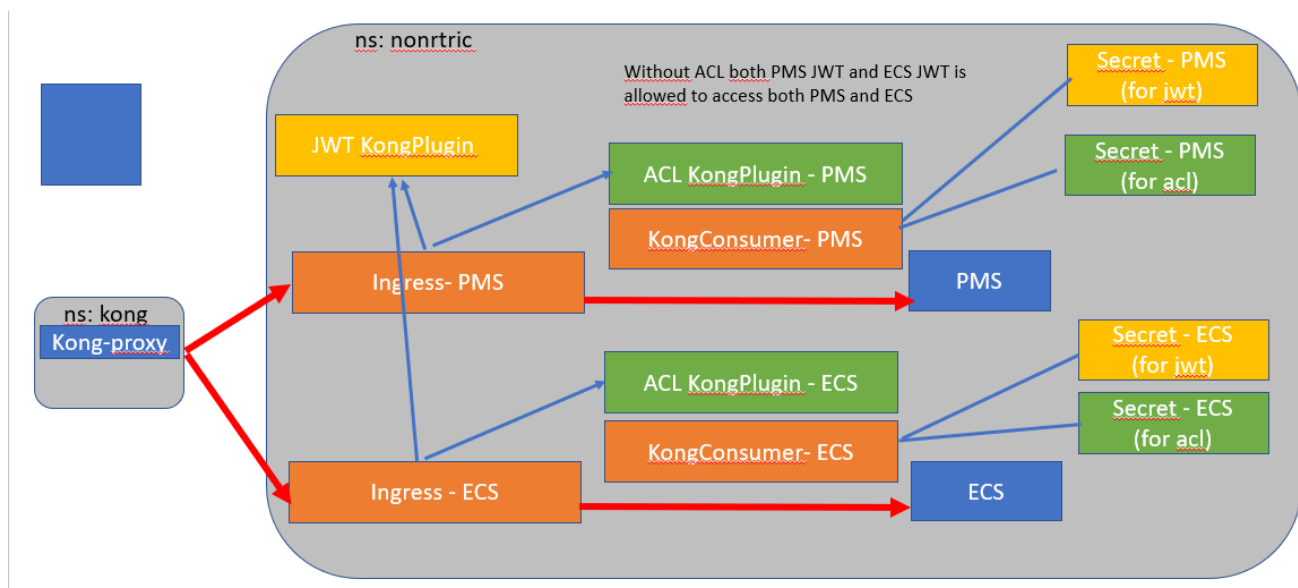 ns: nonrtric
Without ACL both PMS JWT and ECS JWT is
allowed to access both PMS and ECS
Secret - PMS
(for jwt)
JWT KongPlugin
ACL KongPlugin - PMS
Secret - PMS
(for acl)
KongConsumer- PMS
Ingress- PMS
PMS
ns: kong
Kong-proxy
Secret - ECS
(for jwt)
ACL KongPlugin - ECS
Secret - ECS
(for acl)
KongConsumer- ECS
Ingress - ECS
ECS